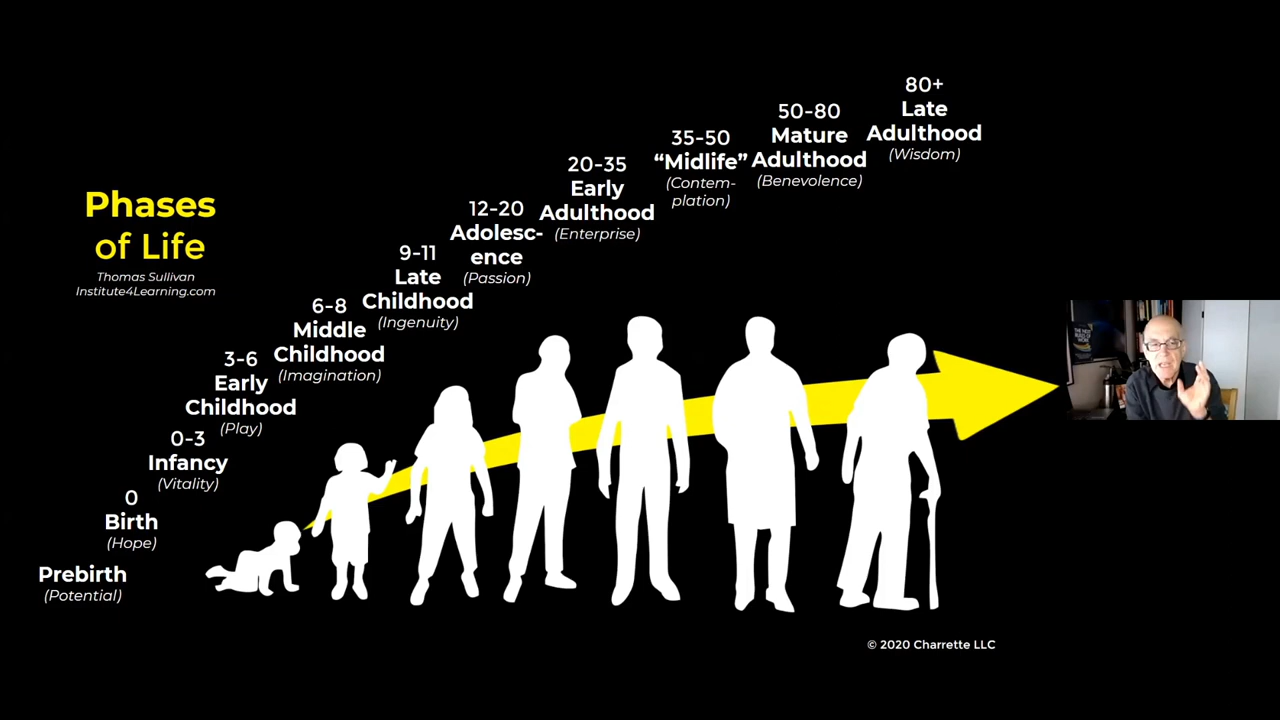 Phases
of Life
Thomas Sullivan
Institute4Learning.com
Prebirth
(Potential)
0
Birth
(Hope)
0-3
Infancy
(Vitality)
3-6
Early
Childhood
(Play)
6-8
Middle
Childhood
(Imagination)
9-11
Late
Childhood
(Ingenuity)
12-20
Adolesc-
ence
(Passion)
20-35
Early
Adulthood
(Enterprise)
35-50
“Midlife”
(Contem-
plation)
50-80
Mature
Adulthood
(Benevolence)
80+
Late
Adulthood
(Wisdom)
© 2020 Charrette LLC